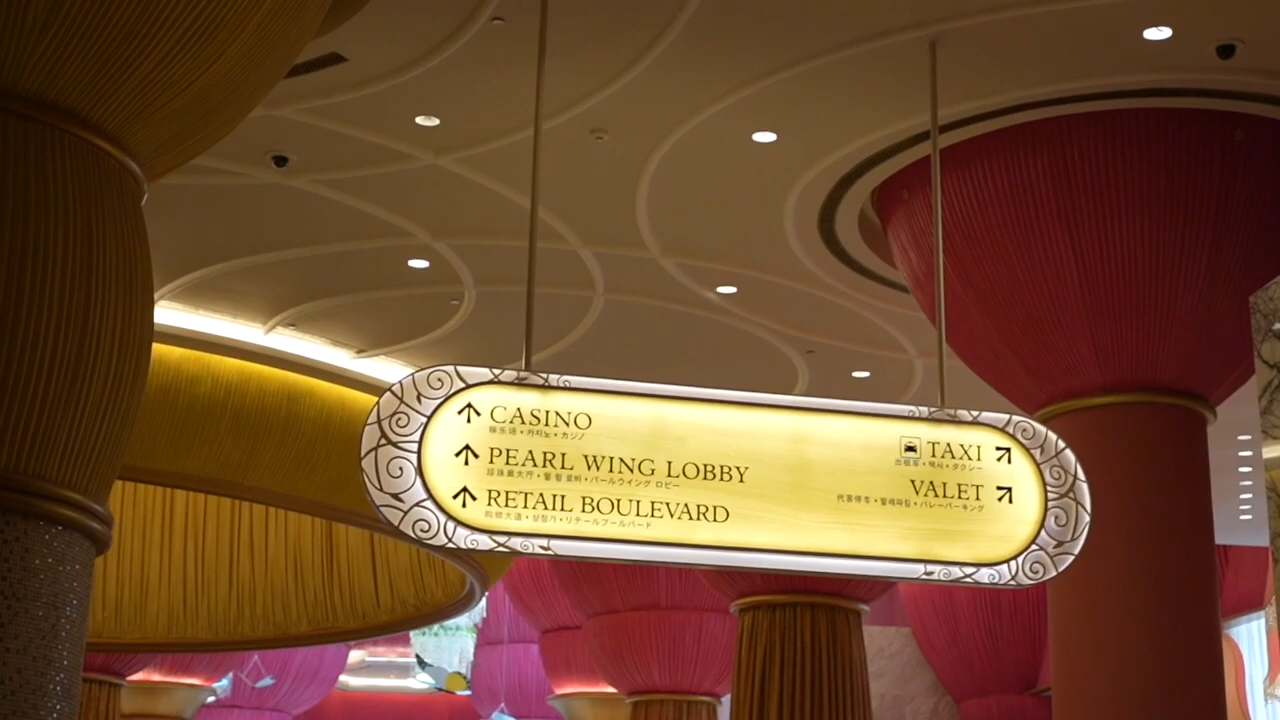 CASINO
娱乐场 • 카지노 • カジノ
PEARL WING LOBBY
珍珠翼大厅 • 펄 윙 로비 • パールウイング ロビー
RETAIL BOULEVARD
购物大道 • 상점가 • リテールブールバード
TAXI
出租车 • 택시 • タクシー
VALET
代客停车 • 발레파킹 • バレーパーキング